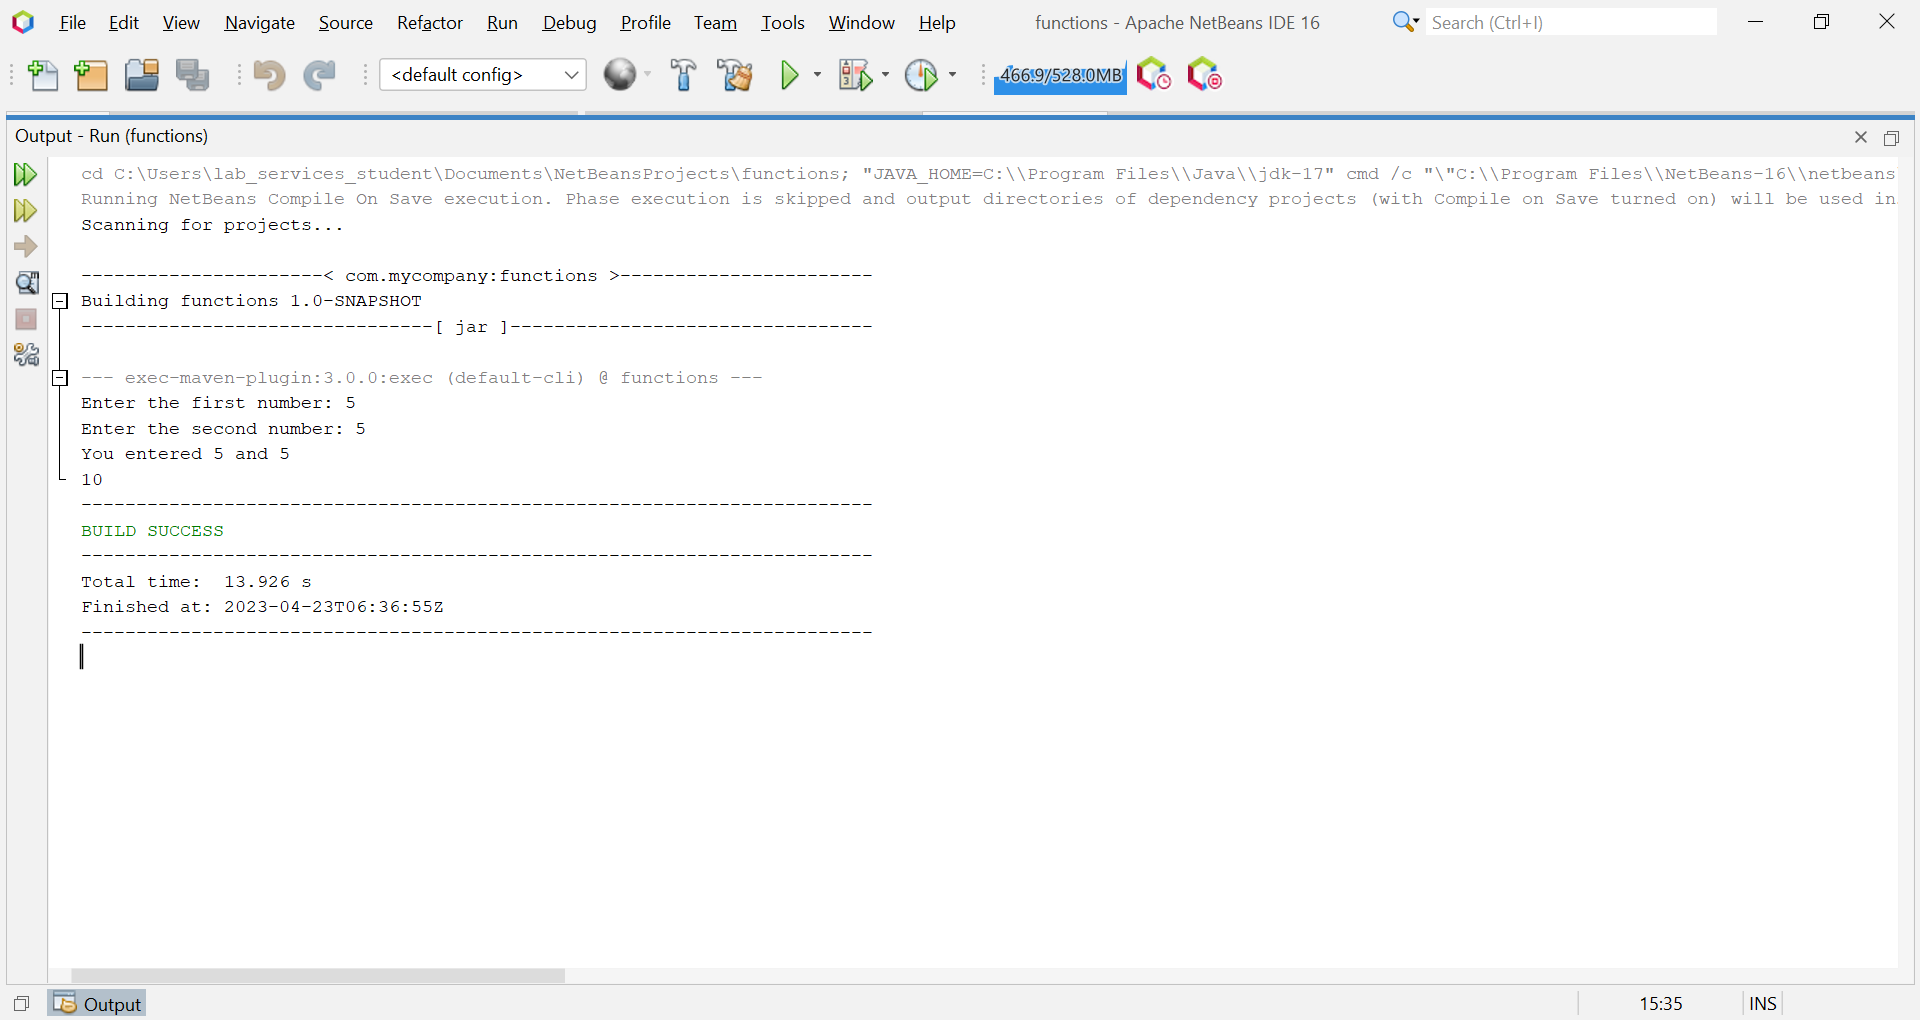 File Edit View Navigate Source Refactor Run Debug Profile Team Tools Window Help functions - Apache NetBeans IDE 16 Search (Ctrl+I)
<default config> 466.9/528.0MB
Output - Run (functions)
cd C:\Users\lab_services_student\Documents\NetBeansProjects\functions; "JAVA_HOME=C:\\Program Files\\Java\\jdk-17" cmd /c "\"C:\\Program Files\\NetBeans-16\\netbeans
Running NetBeans Compile On Save execution. Phase execution is skipped and output directories of dependency projects (with Compile on Save turned on) will be used in
Scanning for projects...
----------------------< com.mycompany:functions >-----------------------
Building functions 1.0-SNAPSHOT
--------------------------------[ jar ]---------------------------------
--- exec-maven-plugin:3.0.0:exec (default-cli) @ functions ---
Enter the first number: 5
Enter the second number: 5
You entered 5 and 5
10
------------------------------------------------------------------------
BUILD SUCCESS
------------------------------------------------------------------------
Total time:  13.926 s
Finished at: 2023-04-23T06:36:55Z
------------------------------------------------------------------------
Output 15:35 INS